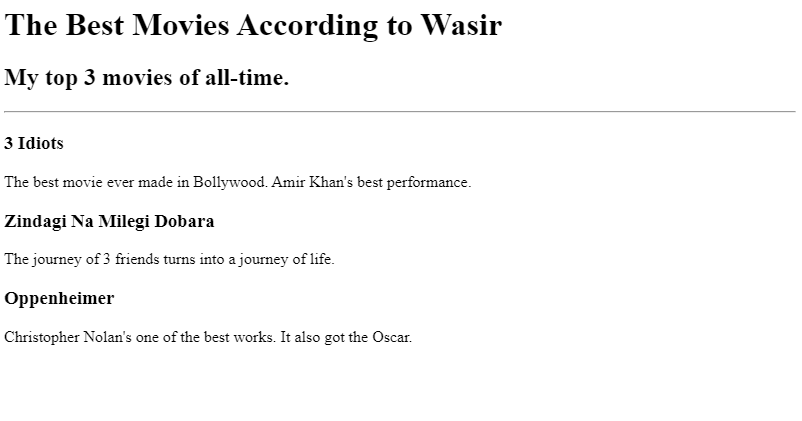 The Best Movies According to Wasir
My top 3 movies of all-time.
3 Idiots
The best movie ever made in Bollywood. Amir Khan's best performance.
Zindagi Na Milegi Dobara
The journey of 3 friends turns into a journey of life.
Oppenheimer
Christopher Nolan's one of the best works. It also got the Oscar.